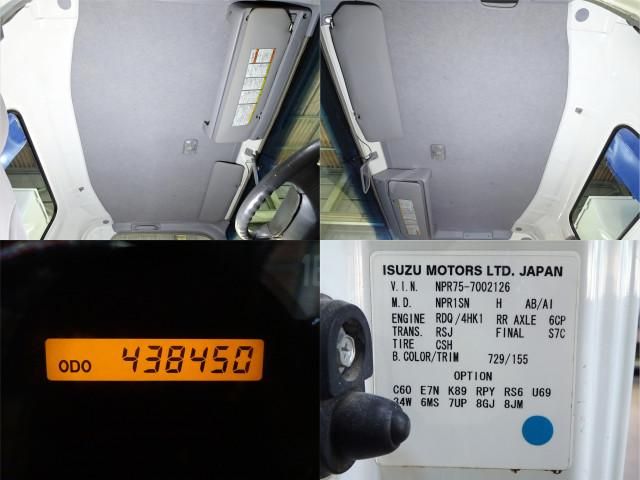 ODO 438450
ISUZU MOTORS LTD. JAPAN
V.I.N. NPR75-7002126
M.D. NPR1SN H AB/AI
ENGINE RDQ/4HK1 RR AXLE 6CP
TRANS. RSJ FINAL S7C
TIRE CSH
B.COLOR/TRIM 729/155
OPTION
C60 E7N K89 RPY RS6 U69
34W 6MS 7UP 8GJ 8JM